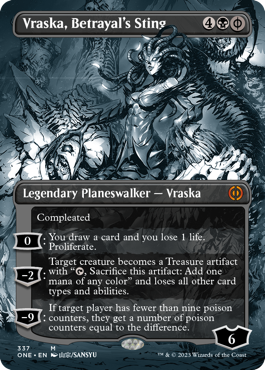 Vraska, Betrayal's Sting 4
Legendary Planeswalker — Vraska
Compleated
0 : You draw a card and you lose 1 life.
Proliferate.
Target creature becomes a Treasure artifact
-2 : with “, Sacrifice this artifact: Add one
mana of any color” and loses all other
card types and abilities.
If target player has fewer than nine poison
-9 : counters, they get a number of poison
counters equal to the difference.
6
337 M
ONE • EN SANSYU
™ & © 2023 Wizards of the Coast